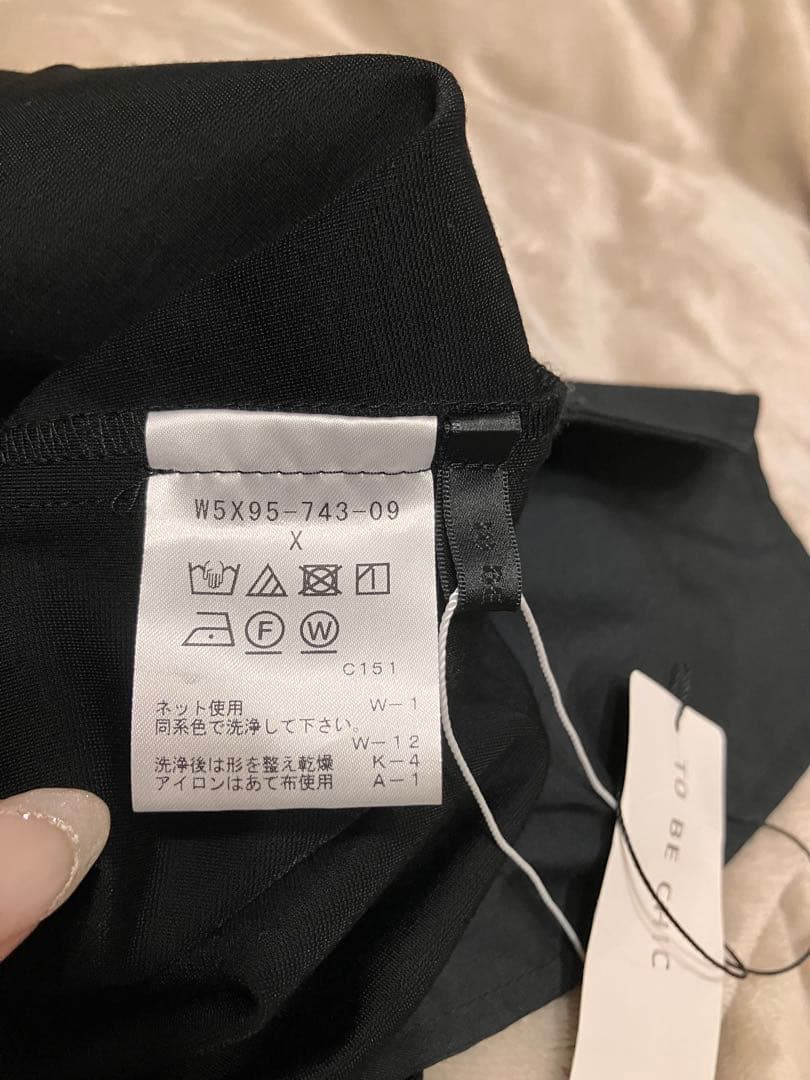 W5X95-743-09
X
F W
C151
ネット使用 W-1
同系色で洗浄して下さい。
W-12
洗浄後は形を整え乾燥 K-4
アイロンはあて布使用 A-1
TO BE CHIC